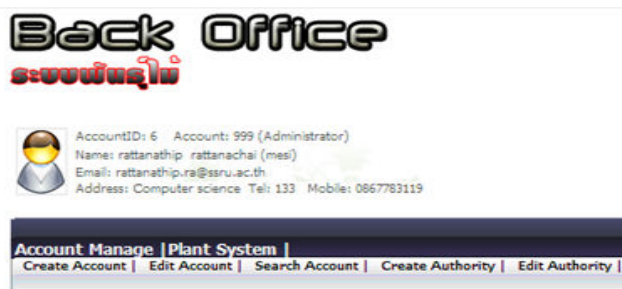 Back Office
ระบบพันธุ์ไม้
AccountID: 6 Account: 999 (Administrator)
Name: rattanathip rattanachai (mesi)
Email: rattanathip.ra@ssru.ac.th
Address: Computer science Tel: 133 Mobile: 0867783119
Account Manage |Plant System |
Create Account | Edit Account | Search Account | Create Authority | Edit Authority |